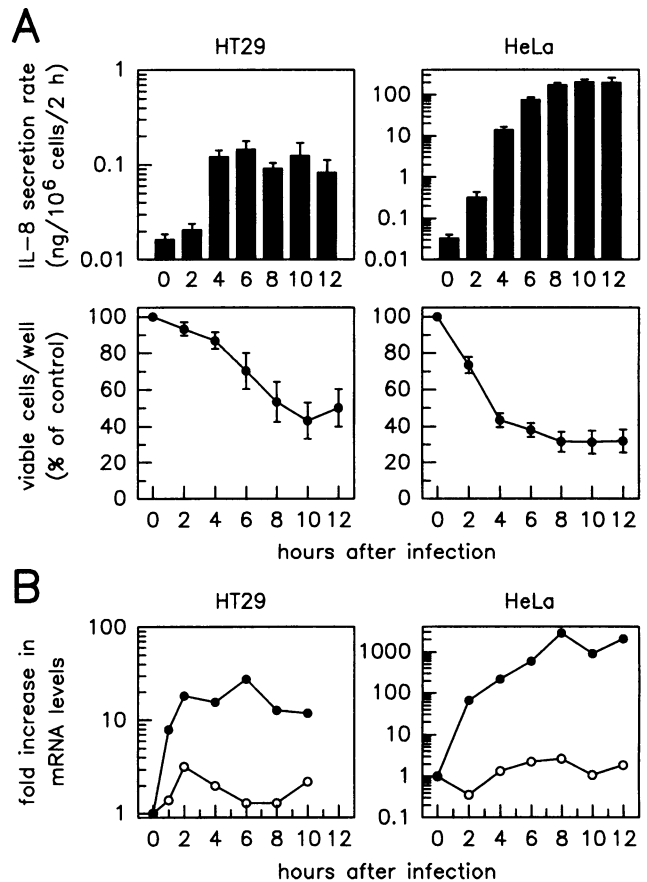 A
HT29 HeLa
IL-8 secretion rate
(ng/10⁶ cells/2 h)
1
0.1
0.01
0 2 4 6 8 10 12
100
10
1
0.1
0.01
0 2 4 6 8 10 12
viable cells/well
(% of control)
100
80
60
40
20
0
0 2 4 6 8 10 12
100
80
60
40
20
0
0 2 4 6 8 10 12
hours after infection
B
HT29 HeLa
fold increase in
mRNA levels
100
10
1
0 2 4 6 8 10 12
1000
100
10
1
0.1
0 2 4 6 8 10 12
hours after infection